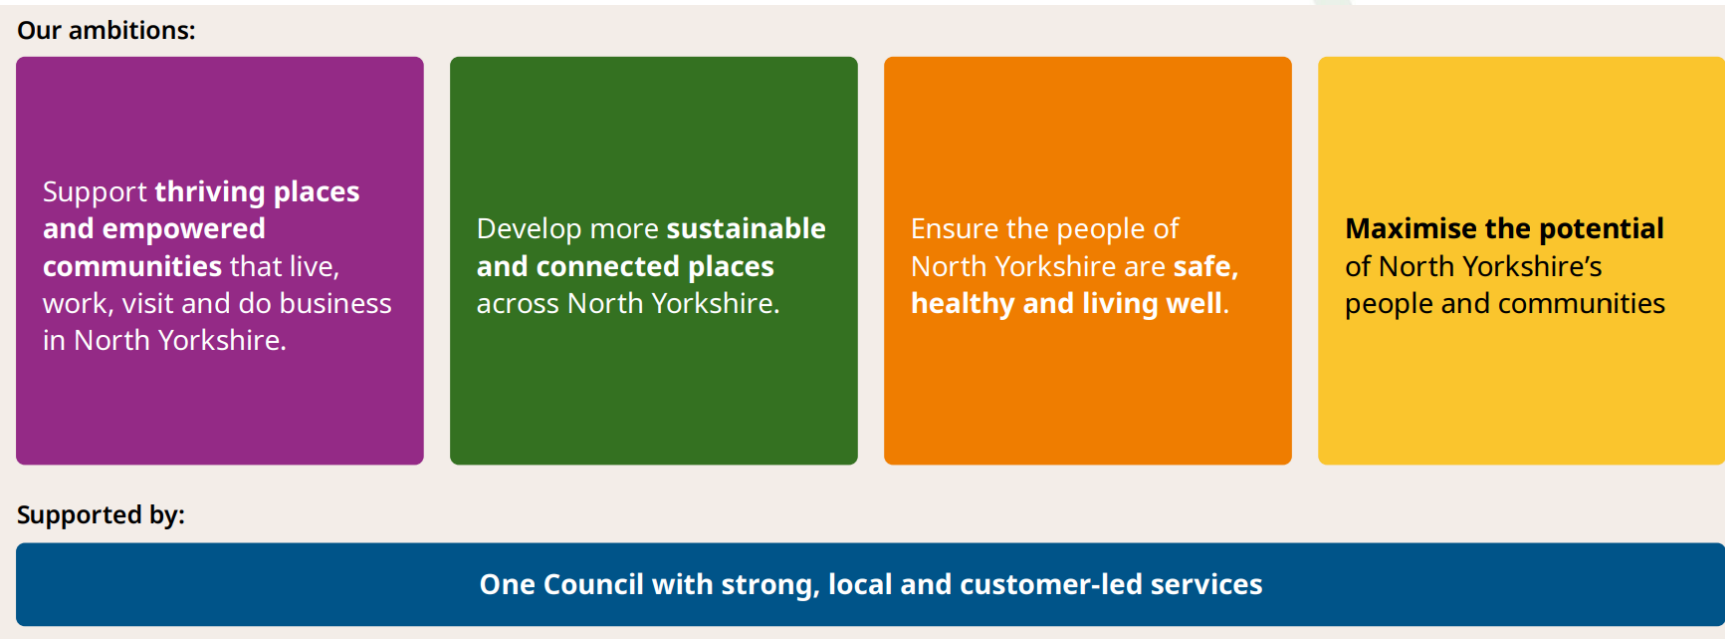 Our ambitions:
Support thriving places
and empowered
communities that live,
work, visit and do business
in North Yorkshire.
Develop more sustainable
and connected places
across North Yorkshire.
Ensure the people of
North Yorkshire are safe,
healthy and living well.
Maximise the potential
of North Yorkshire’s
people and communities
Supported by:
One Council with strong, local and customer-led services